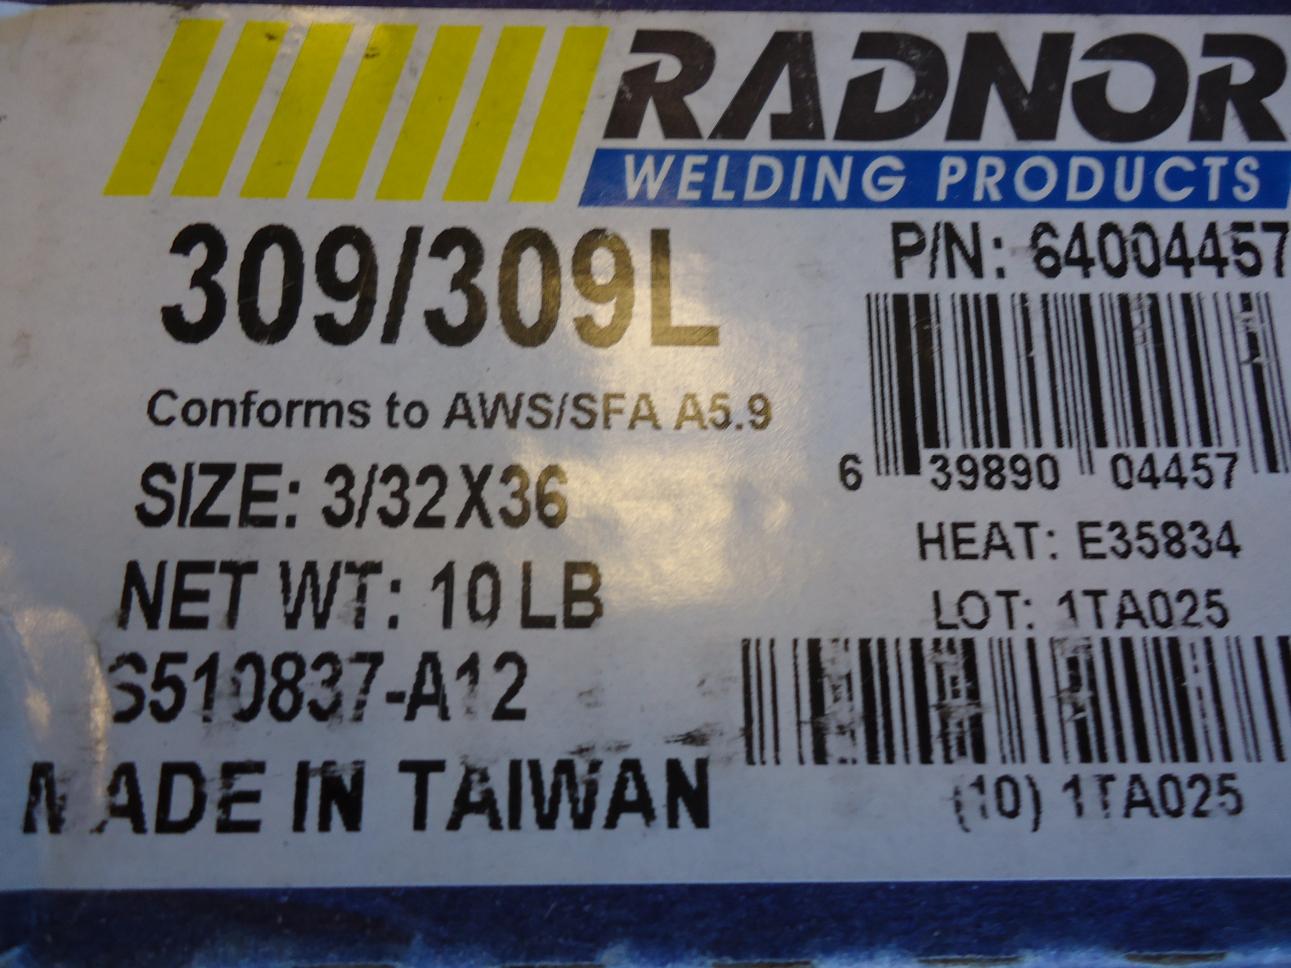 RADNOR
WELDING PRODUCTS
309/309L
P/N: 64004457
Conforms to AWS/SFA A5.9
6 39890 04457
SIZE: 3/32X36
HEAT: E35834
NET WT: 10 LB
LOT: 1TA025
S510837-A12
MADE IN TAIWAN
(10) 1TA025